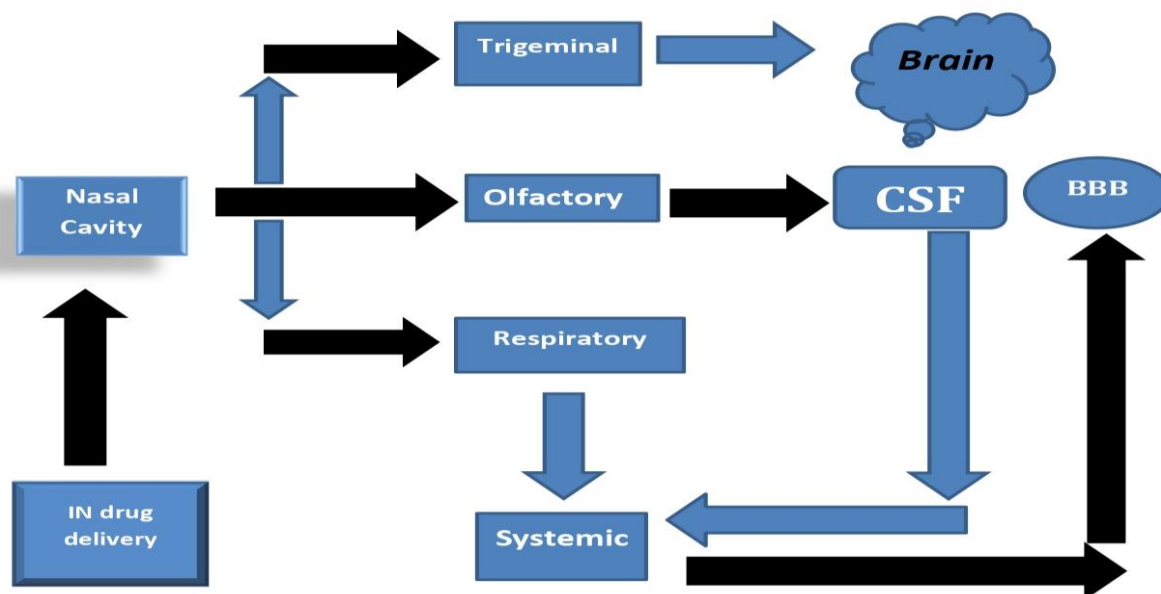 Trigeminal
Brain
Nasal
Cavity
Olfactory
CSF
BBB
Respiratory
IN drug
delivery
Systemic